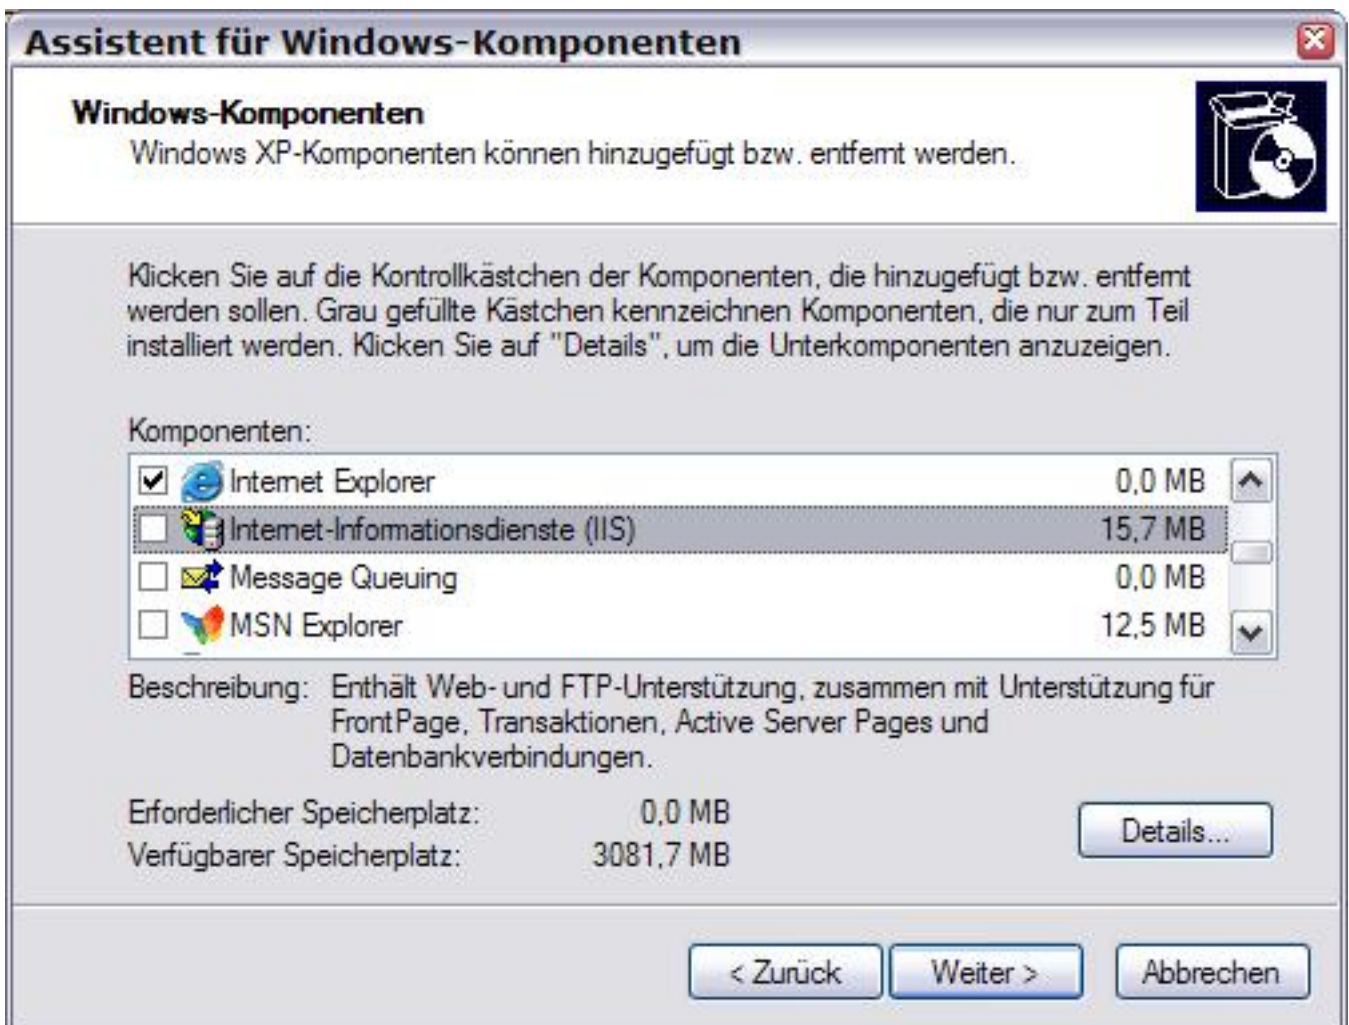 Assistent für Windows-Komponenten
Windows-Komponenten
Windows XP-Komponenten können hinzugefügt bzw. entfernt werden.
Klicken Sie auf die Kontrollkästchen der Komponenten, die hinzugefügt bzw. entfernt
werden sollen. Grau gefüllte Kästchen kennzeichnen Komponenten, die nur zum Teil
installiert werden. Klicken Sie auf "Details", um die Unterkomponenten anzuzeigen.
Komponenten:
Internet Explorer 0,0 MB
Internet-Informationsdienste (IIS) 15,7 MB
Message Queuing 0,0 MB
MSN Explorer 12,5 MB
Beschreibung: Enthält Web- und FTP-Unterstützung, zusammen mit Unterstützung für
FrontPage, Transaktionen, Active Server Pages und
Datenbankverbindungen.
Erforderlicher Speicherplatz: 0,0 MB
Verfügbarer Speicherplatz: 3081,7 MB
Details...
< Zurück Weiter > Abbrechen